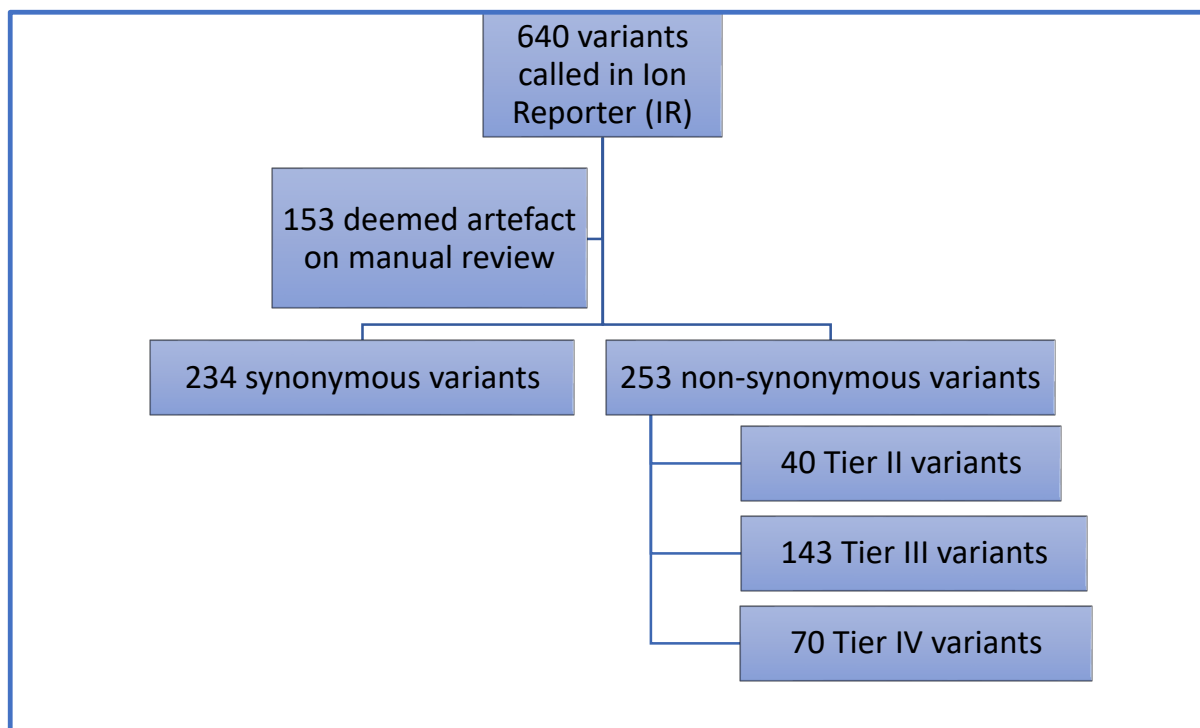 640 variants
called in Ion
Reporter (IR)
153 deemed artefact
on manual review
234 synonymous variants
253 non-synonymous variants
40 Tier II variants
143 Tier III variants
70 Tier IV variants